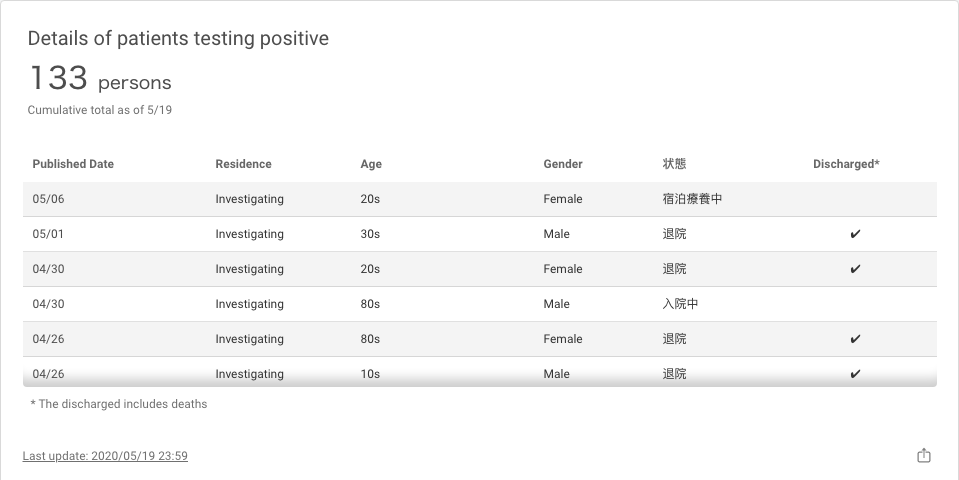 Details of patients testing positive
133 persons
Cumulative total as of 5/19
Published Date Residence Age Gender 状態 Discharged*
05/06 Investigating 20s Female 宿泊療養中
05/01 Investigating 30s Male 退院 ✔
04/30 Investigating 20s Female 退院 ✔
04/30 Investigating 80s Male 入院中
04/26 Investigating 80s Female 退院 ✔
04/26 Investigating 10s Male 退院 ✔
* The discharged includes deaths
Last update: 2020/05/19 23:59